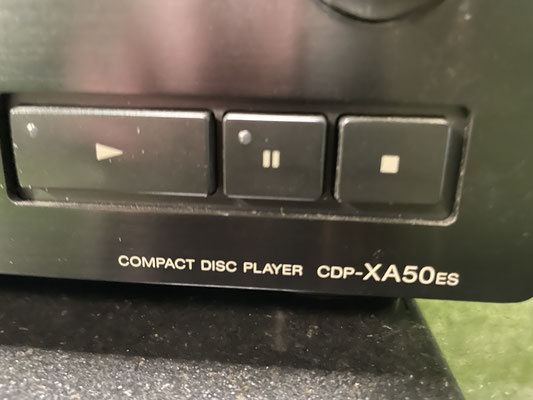 COMPACT DISC PLAYER CDP-XA50ES